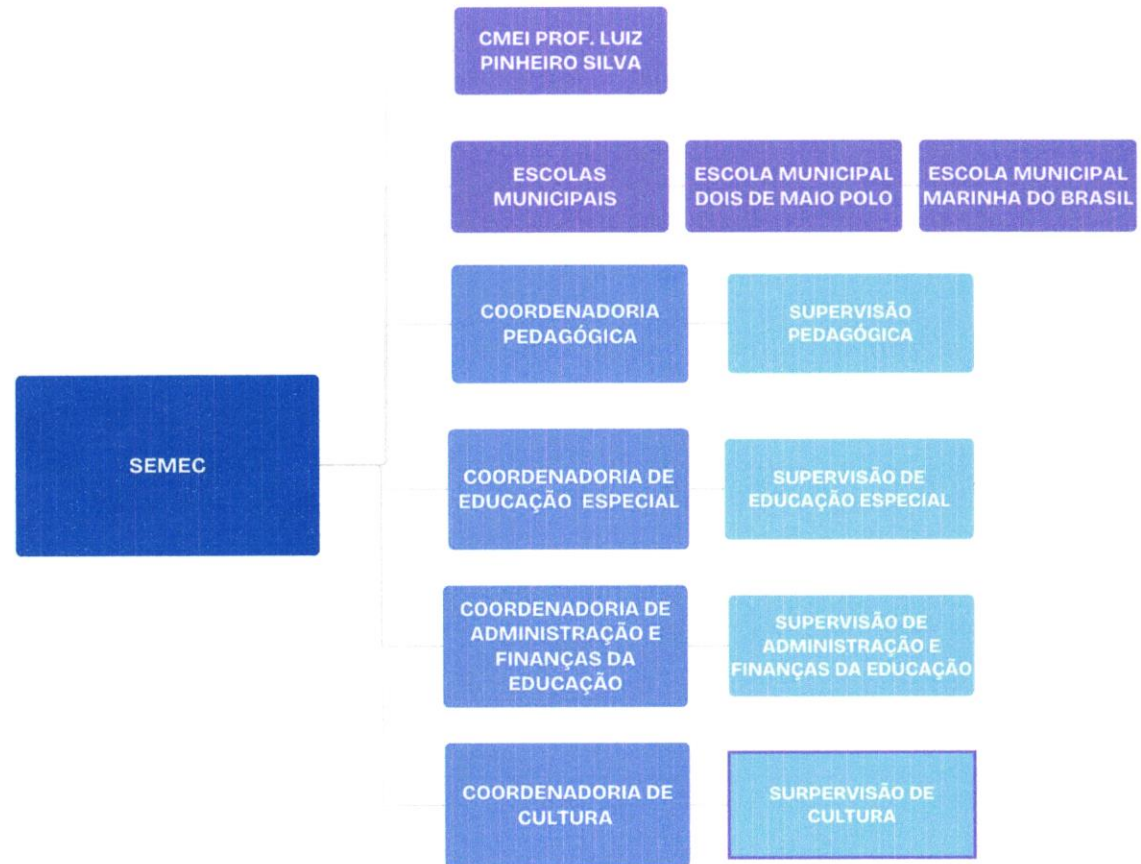 CMEI PROF. LUIZ
PINHEIRO SILVA
ESCOLAS
MUNICIPAIS
ESCOLA MUNICIPAL
DOIS DE MAIO POLO
ESCOLA MUNICIPAL
MARINHA DO BRASIL
COORDENADORIA
PEDAGÓGICA
SUPERVISÃO
PEDAGÓGICA
SEMEC
COORDENADORIA DE
EDUCAÇÃO ESPECIAL
SUPERVISÃO DE
EDUCAÇÃO ESPECIAL
COORDENADORIA DE
ADMINISTRAÇÃO E
FINANÇAS DA
EDUCAÇÃO
SUPERVISÃO DE
ADMINISTRAÇÃO E
FINANÇAS DA EDUCAÇÃO
COORDENADORIA DE
CULTURA
SURPERVISÃO DE
CULTURA